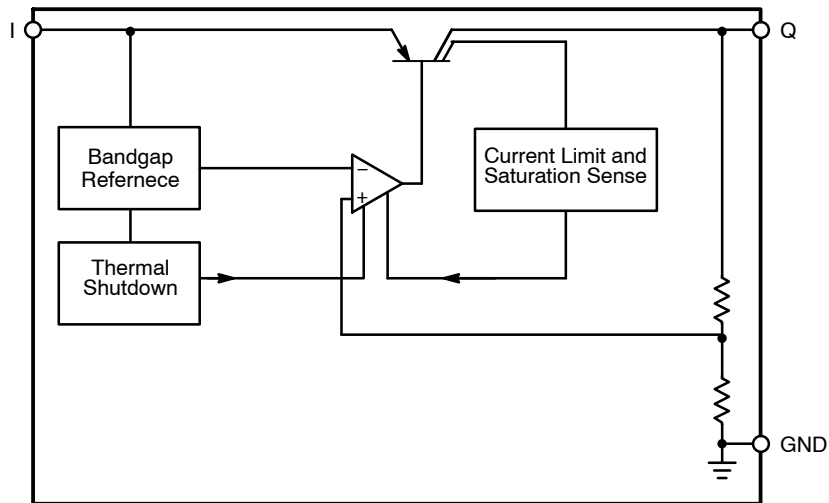 I
Q
Bandgap
Refernece
−
+
Current Limit and
Saturation Sense
Thermal
Shutdown
GND